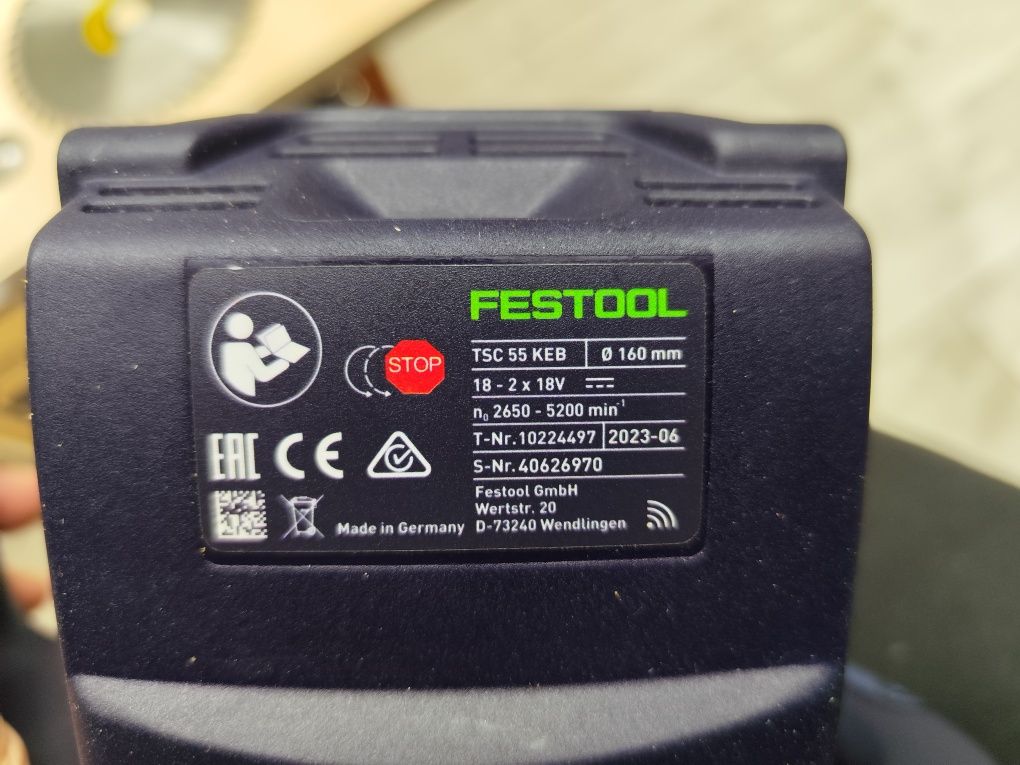 FESTOOL
STOP
TSC 55 KEB Ø 160 mm
18 - 2 x 18V
n₀ 2650 - 5200 min⁻¹
T-Nr. 10224497 2023-06
S-Nr. 40626970
EAC CE
Festool GmbH
Wertstr. 20
Made in Germany D-73240 Wendlingen